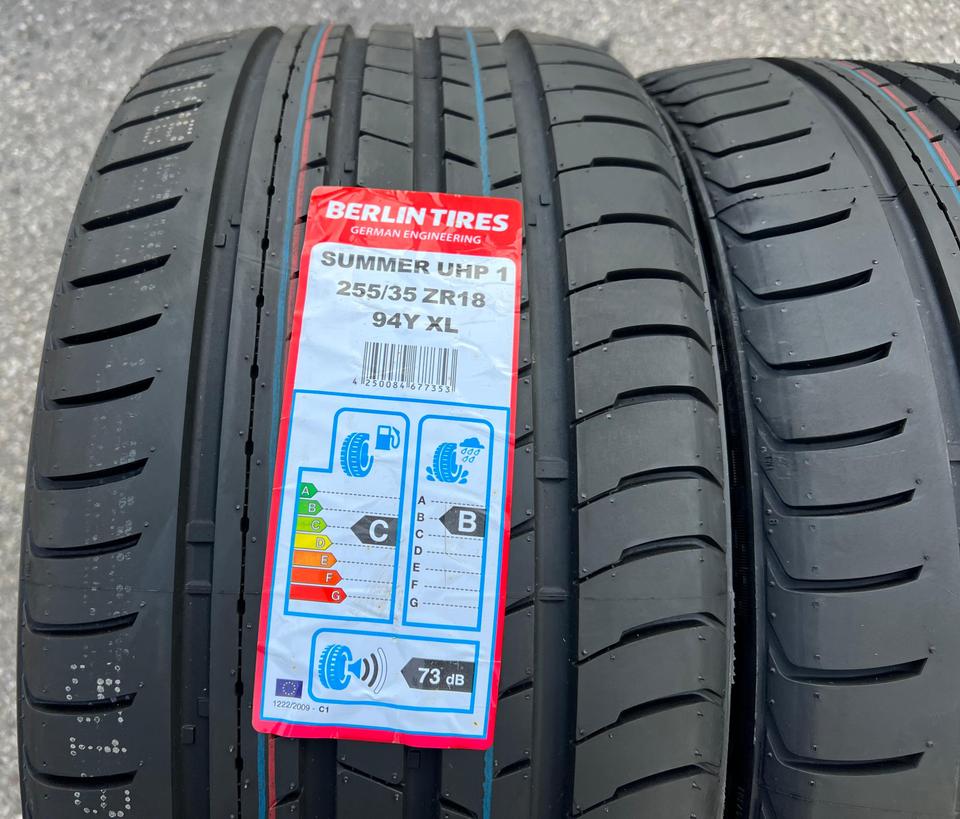 BERLIN TIRES
GERMAN ENGINEERING
SUMMER UHP 1
255/35 ZR18
94Y XL
4 250084 677353
A
B
C
D
E
F
G
C
A
B
C
D
E
F
G
B
73 dB
1222/2009 - C1